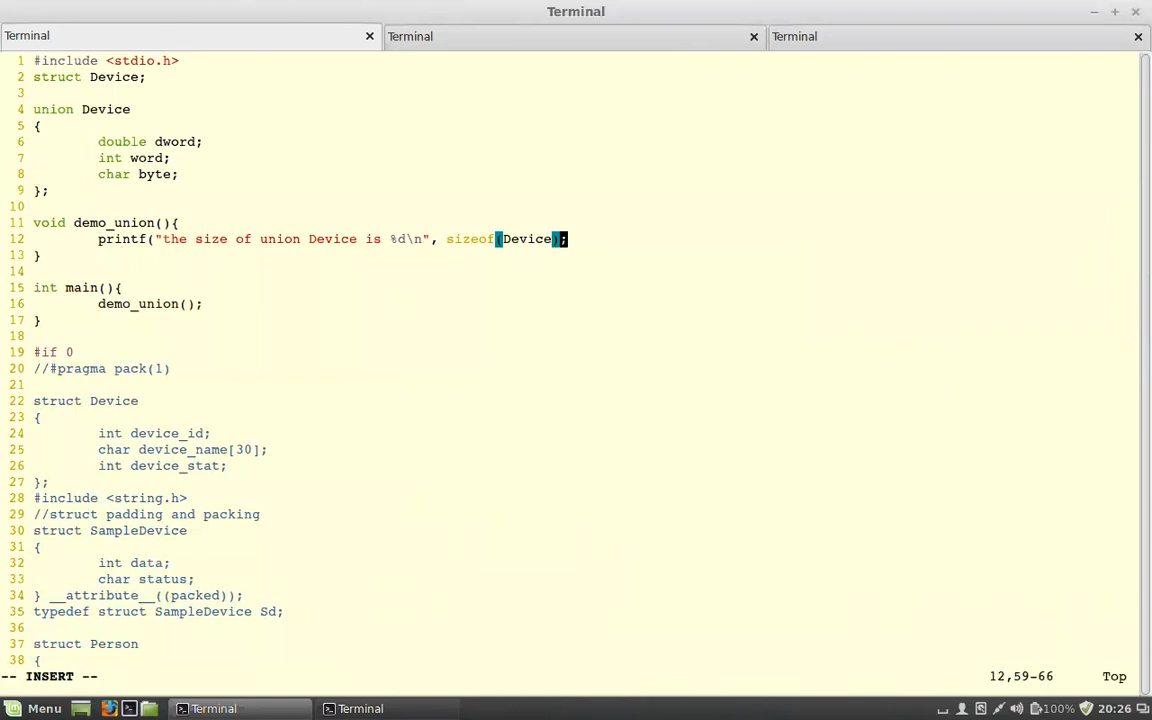 Terminal
Terminal
Terminal
Terminal
1 #include <stdio.h>
2 struct Device;
3
4 union Device
5 {
6 double dword;
7 int word;
8 char byte;
9 };
10
11 void demo_union(){
12 printf("the size of union Device is %d\n", sizeof(Device);
13 }
14
15 int main(){
16 demo_union();
17 }
18
19 #if 0
20 //#pragma pack(1)
21
22 struct Device
23 {
24 int device_id;
25 char device_name[30];
26 int device_stat;
27 };
28 #include <string.h>
29 //struct padding and packing
30 struct SampleDevice
31 {
32 int data;
33 char status;
34 } __attribute__((packed));
35 typedef struct SampleDevice Sd;
36
37 struct Person
38 {
-- INSERT -- 12,59-66 Top
Menu Terminal Terminal 100% 20:26